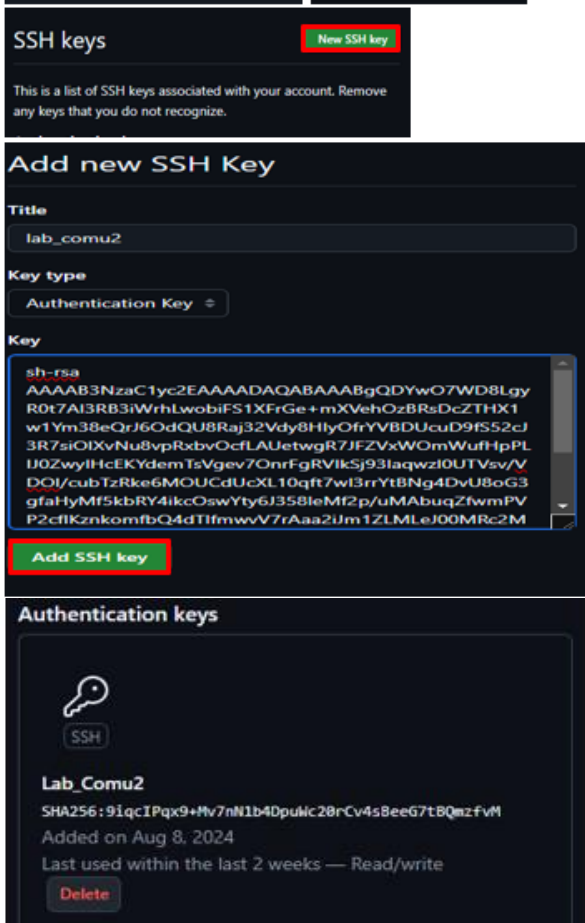 SSH keys
New SSH key
This is a list of SSH keys associated with your account. Remove
any keys that you do not recognize.
Add new SSH Key
Title
lab_comu2
Key type
Authentication Key
Key
sh-rsa
AAAAB3NzaC1yc2EAAAADAQABAAABgQDYwO7WD8Lgy
R0t7AI3RB3iWrhLwobiFS1XFrGe+mXVehOzBRsDcZTHX1
w1Ym38eQrJ6OdQU8Raj32Vdy8HIyOfrYVBDUcuD9fS52cJ
3R7siOIXvNu8vpRxbvOcfLAUetwgR7JFZVxWOmWufHpPL
IJ0ZwyIHcEKYdemTsVgev7OnrFgRVIkSj93Iaqwzl0UTVsv/V
DOI/cubTzRke6MOUCdUcXL10qft7wI3rrYtBNg4DvU8oG3
gfaHyMf5kbRY4ikcOswYty6J358IeMf2p/uMAbuqZfwmPV
P2cfIKznkomfbQ4dTIfmwvV7rAaa2iJm1ZLMLeJ00MRc2M
Add SSH key
Authentication keys
SSH
Lab_Comu2
SHA256:9iqcIPqx9+Mv7nN1b4DpuWc20rCv4sBeeG7tBQmzfvM
Added on Aug 8, 2024
Last used within the last 2 weeks — Read/write
Delete